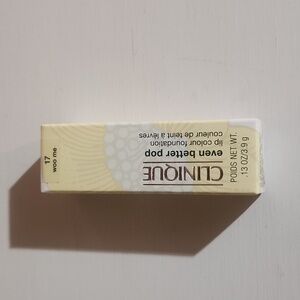 CLINIQUE
even better pop
lip colour foundation
couleur de teint à lèvres
17
woo me
POIDS NET WT.
.13 OZ/3.9 g